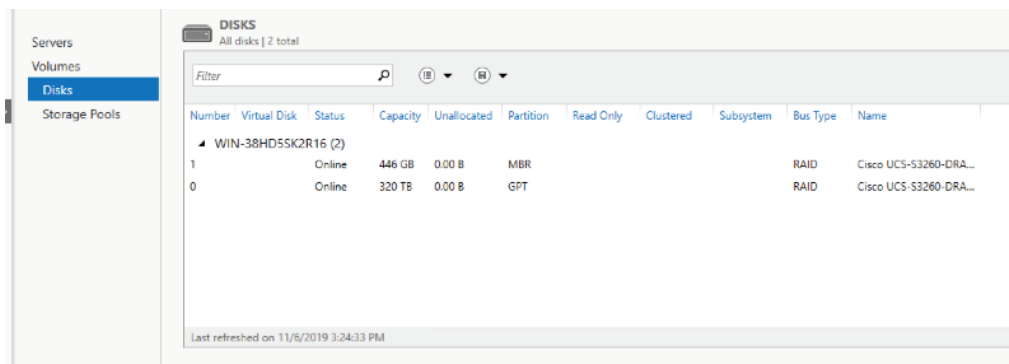 DISKS
All disks | 2 total
Servers
Volumes
Disks
Storage Pools
Filter
Number Virtual Disk Status Capacity Unallocated Partition Read Only Clustered Subsystem Bus Type Name
WIN-38HD5SK2R16 (2)
1 Online 446 GB 0.00 B MBR RAID Cisco UCS-S3260-DRA...
0 Online 320 TB 0.00 B GPT RAID Cisco UCS-S3260-DRA...
Last refreshed on 11/6/2019 3:24:33 PM